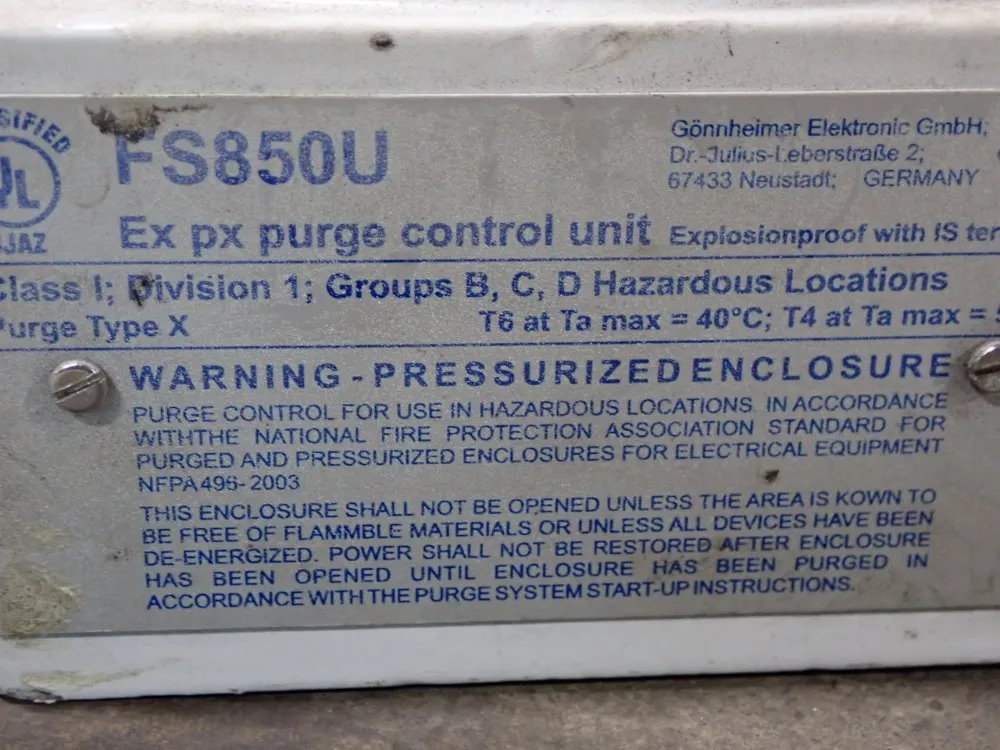 FS850U
Gönnheimer Elektronic GmbH;
Dr.-Julius-Leberstraße 2;
67433 Neustadt; GERMANY
UL
JAZ
Ex px purge control unit Explosionproof with IS ter
Class I; Division 1; Groups B, C, D Hazardous Locations
Purge Type X T6 at Ta max = 40°C; T4 at Ta max =
WARNING - PRESSURIZED ENCLOSURE
PURGE CONTROL FOR USE IN HAZARDOUS LOCATIONS IN ACCORDANCE
WITHTHE NATIONAL FIRE PROTECTION ASSOCIATION STANDARD FOR
PURGED AND PRESSURIZED ENCLOSURES FOR ELECTRICAL EQUIPMENT
NFPA496-2003
THIS ENCLOSURE SHALL NOT BE OPENED UNLESS THE AREA IS KOWN TO
BE FREE OF FLAMMBLE MATERIALS OR UNLESS ALL DEVICES HAVE BEEN
DE-ENERGIZED. POWER SHALL NOT BE RESTORED AFTER ENCLOSURE
HAS BEEN OPENED UNTIL ENCLOSURE HAS BEEN PURGED IN
ACCORDANCE WITH THE PURGE SYSTEM START-UP INSTRUCTIONS.